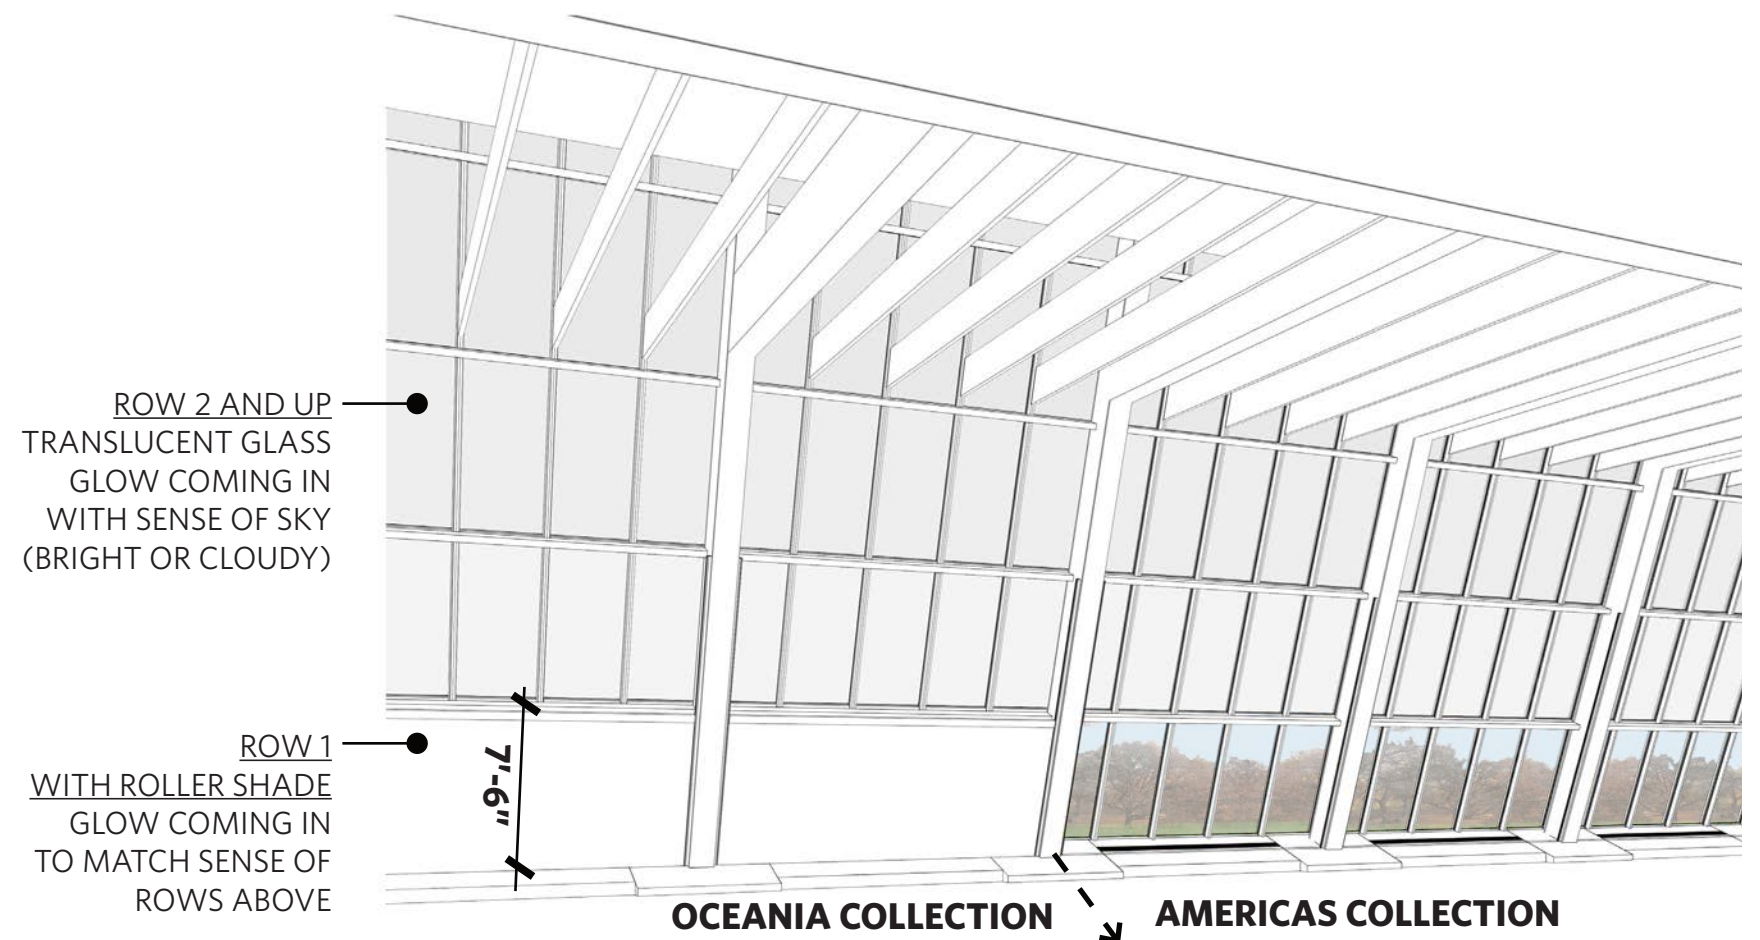 ROW 2 AND UP
TRANSLUCENT GLASS
GLOW COMING IN
WITH SENSE OF SKY
(BRIGHT OR CLOUDY)
ROW 1
WITH ROLLER SHADE
GLOW COMING IN
TO MATCH SENSE OF
ROWS ABOVE
7'-6"
OCEANIA COLLECTION
AMERICAS COLLECTION